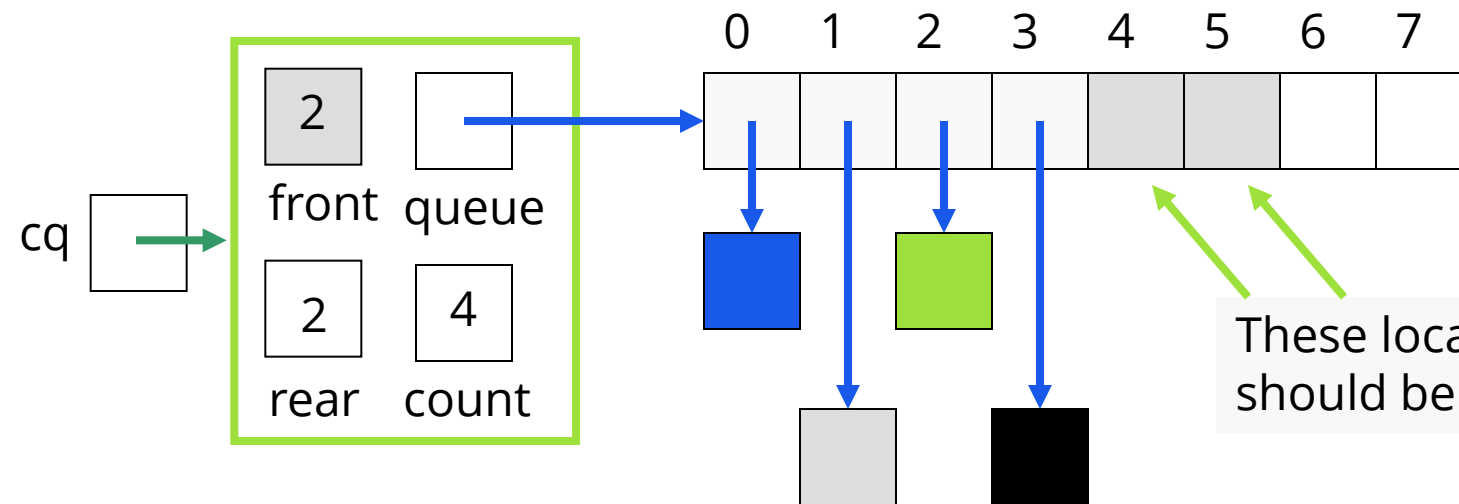 0 1 2 3 4 5 6 7
2
front queue
cq
2 4
rear count
These
should be